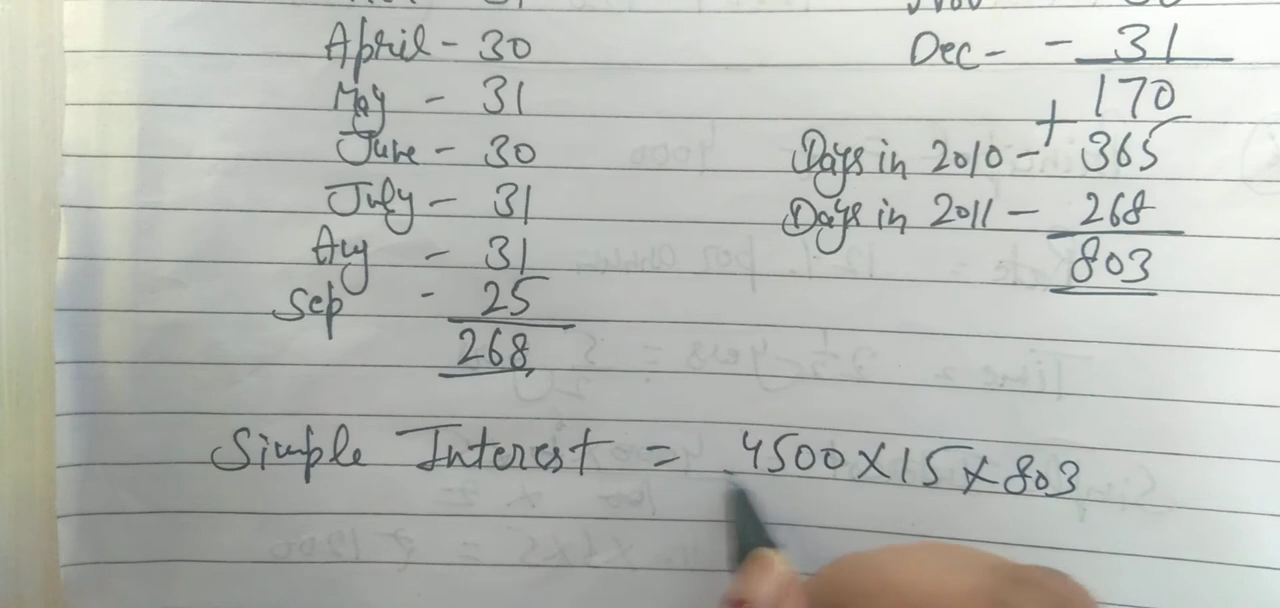 April - 30
May - 31
June - 30
July - 31
Aug - 31
Sep - 25
268
Dec- - 31
170
+
Days in 2010 - 365
Days in 2011 - 268
803
Simple Interest = 4500×15×803